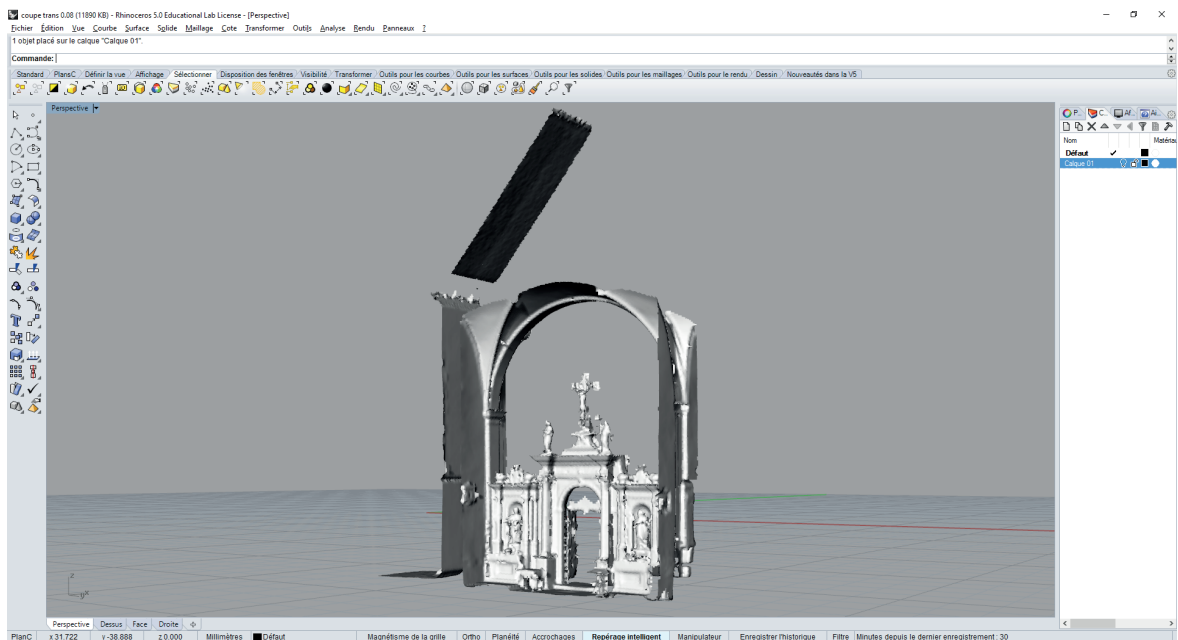 coupe trans 0.08 (11890 KB) - Rhinoceros 5.0 Educational Lab License - [Perspective]
Fichier Édition Vue Courbe Surface Solide Maillage Cote Transformer Outils Analyse Rendu Panneaux ?
1 objet placé sur le calque "Calque 01".
Commande:
Standard PlansC Définir la vue Affichage Sélectionner Disposition des fenêtres Visibilité Transformer Outils pour les courbes Outils pour les surfaces Outils pour les solides Outils pour les maillages Outils pour le rendu Dessin Nouveautés dans la V5
Perspective
P... C... Af... Ai...
Nom Matériau
Défaut
Calque 01
z
y x
Perspective Dessus Face Droite
PlanC x 31.722 y -38.888 z 0.000 Millimètres Défaut Magnétisme de la grille Ortho Planéité Accrochages Repérage intelligent Manipulateur Enregistrer l'historique Filtre Minutes depuis le dernier enregistrement : 30